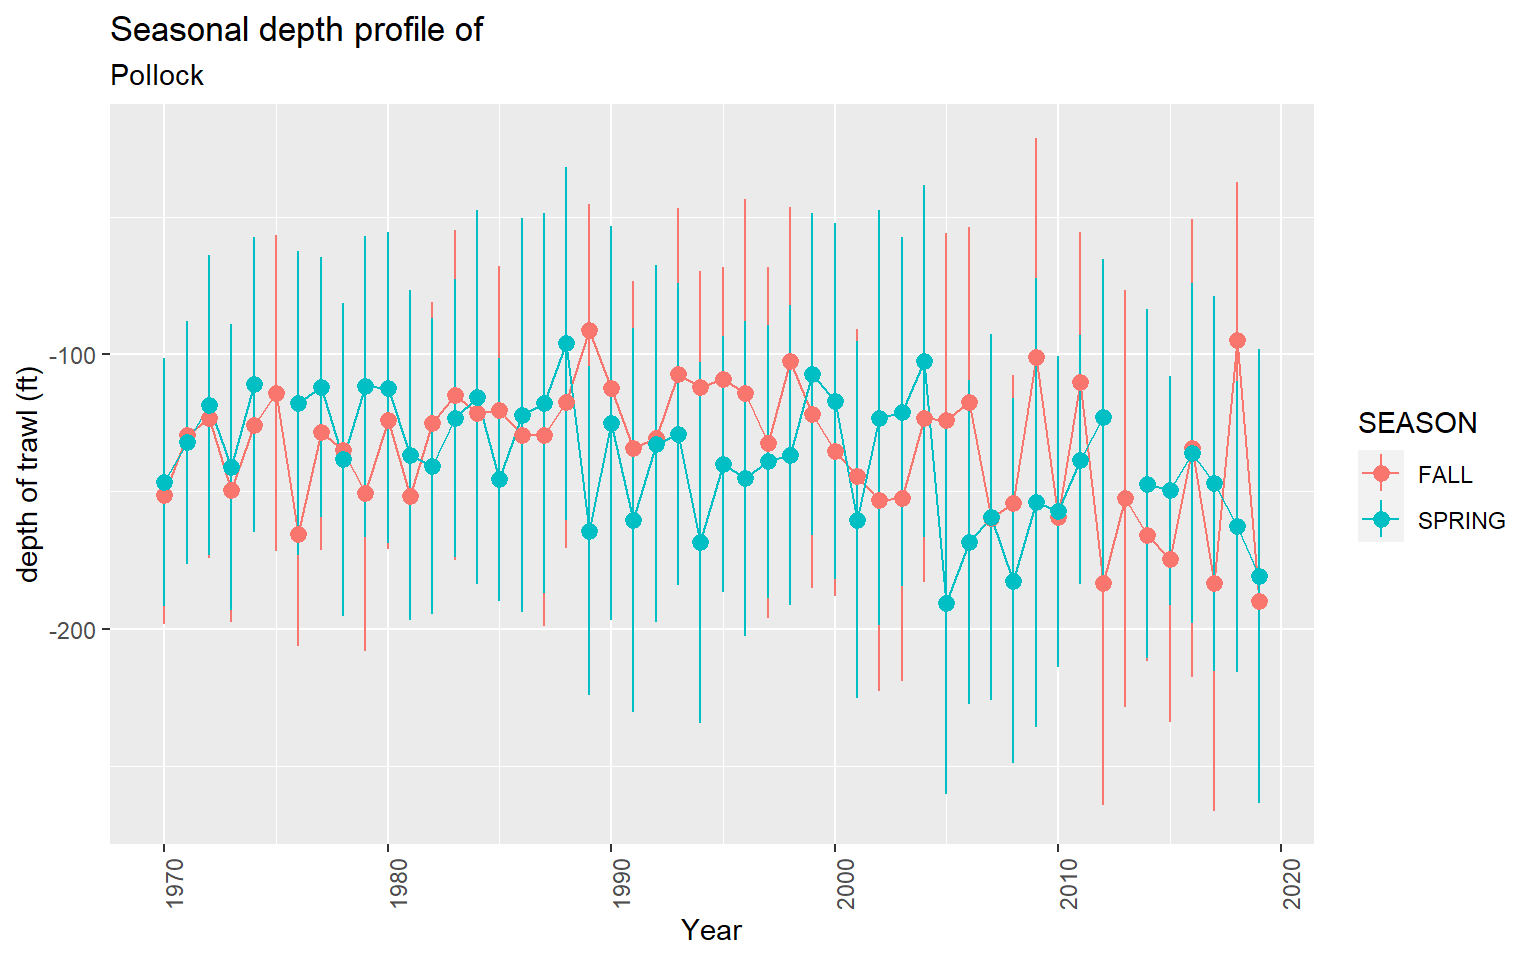 Seasonal depth profile of
Pollock
depth of trawl (ft)
-100
-200
1970
1980
1990
2000
2010
2020
Year
SEASON
FALL
SPRING